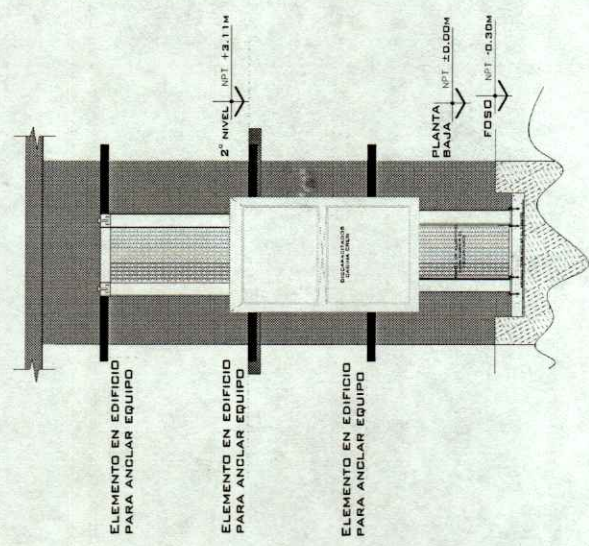 ELEMENTO EN EDIFICIO
PARA ANCLAR EQUIPO
ELEMENTO EN EDIFICIO
PARA ANCLAR EQUIPO
ELEMENTO EN EDIFICIO
PARA ANCLAR EQUIPO
2° NIVEL NPT +3.11M
PLANTA
BAJA NPT ±0.00M
FOSO NPT -0.30M
DISCAPACITADOS